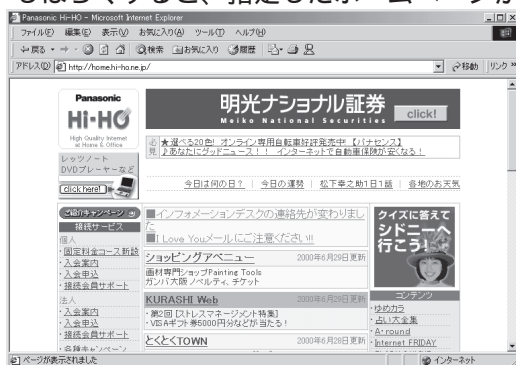 Panasonic Hi-HO - Microsoft Internet Explorer
ファイル(F) 編集(E) 表示(V) お気に入り(A) ツール(T) ヘルプ(H)
戻る 検索 お気に入り 履歴
アドレス(D) http://home.hi-ho.ne.jp/ 移動 リンク
Panasonic
Hi-HO
High Quality Internet
at Home & Office
明光ナショナル証券
Meiko National Securities
click!
必見
★選べる20色! オンライン専用自転車好評発売中! 【パナセンス】
♪あなたにグッドニュース!! インターネットで自動車保険が安くなる!
レッツノート
DVDプレーヤーなど
click here!
今日は何の日? | 今日の運勢 | 松下幸之助1日1話 | 各地のお天気
ご紹介キャンペーン
接続サービス
個人
・固定料金コース新設
・入会案内
・入会申込
・接続会員サポート
法人
・入会案内
・入会申込
・接続会員サポート
・各種キャンペーン
■インフォメーションデスクの連絡先が変わりました
■I Love Youメールにご注意ください!!
ショッピングアベニュー 2000年6月29日更新
画材専門ショップPainting Tools
ガンバ大阪 ノベルティ、チケット
KURASHI Web 2000年6月29日更新
・第2回 [ストレスマネージメント特集]
・VISAギフト券5000円分などが当たる!
とくとくTOWN 2000年6月28日更新
クイズに答えて
シドニーへ
行こう!
コンテンツ
・ゆめカラ
・占い大全集
・A・round
・Internet FRIDAY
ページが表示されました インターネット